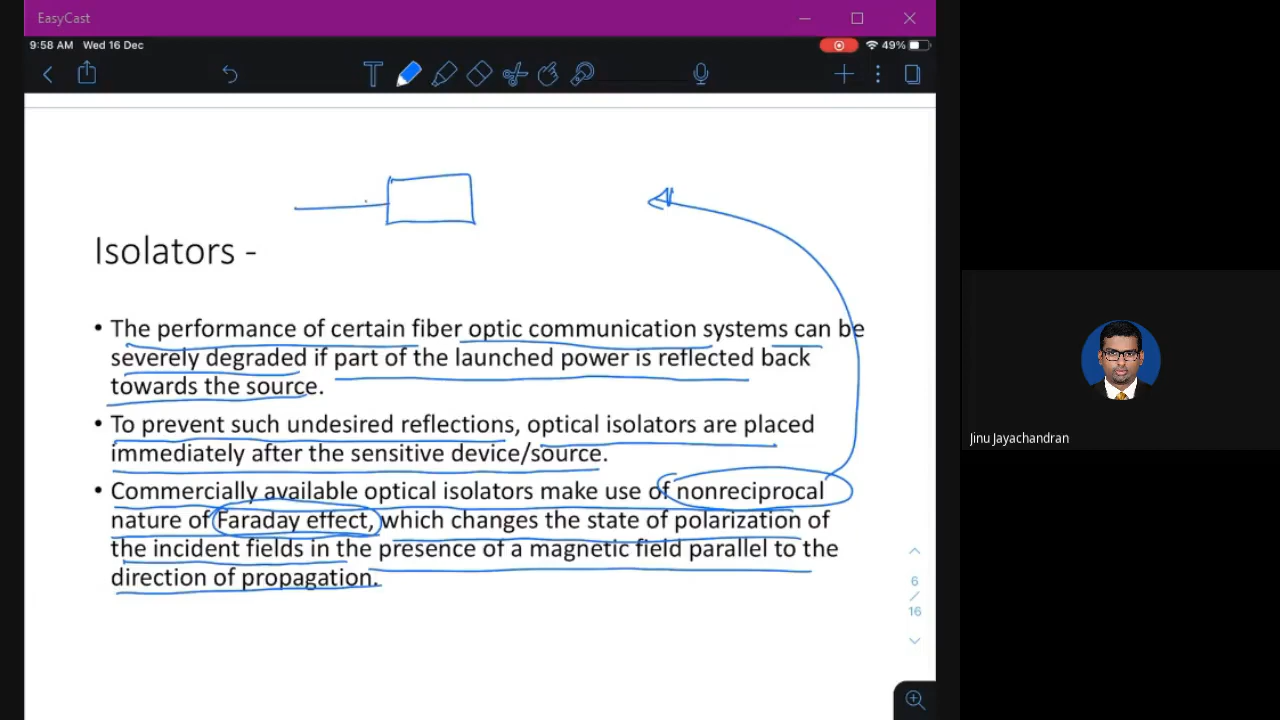 EasyCast
9:58 AM Wed 16 Dec
49%
T
Isolators -
• The performance of certain fiber optic communication systems can be
severely degraded if part of the launched power is reflected back
towards the source.
• To prevent such undesired reflections, optical isolators are placed
immediately after the sensitive device/source.
• Commercially available optical isolators make use of nonreciprocal
nature of Faraday effect, which changes the state of polarization of
the incident fields in the presence of a magnetic field parallel to the
direction of propagation.
6
/
16
Jinu Jayachandran